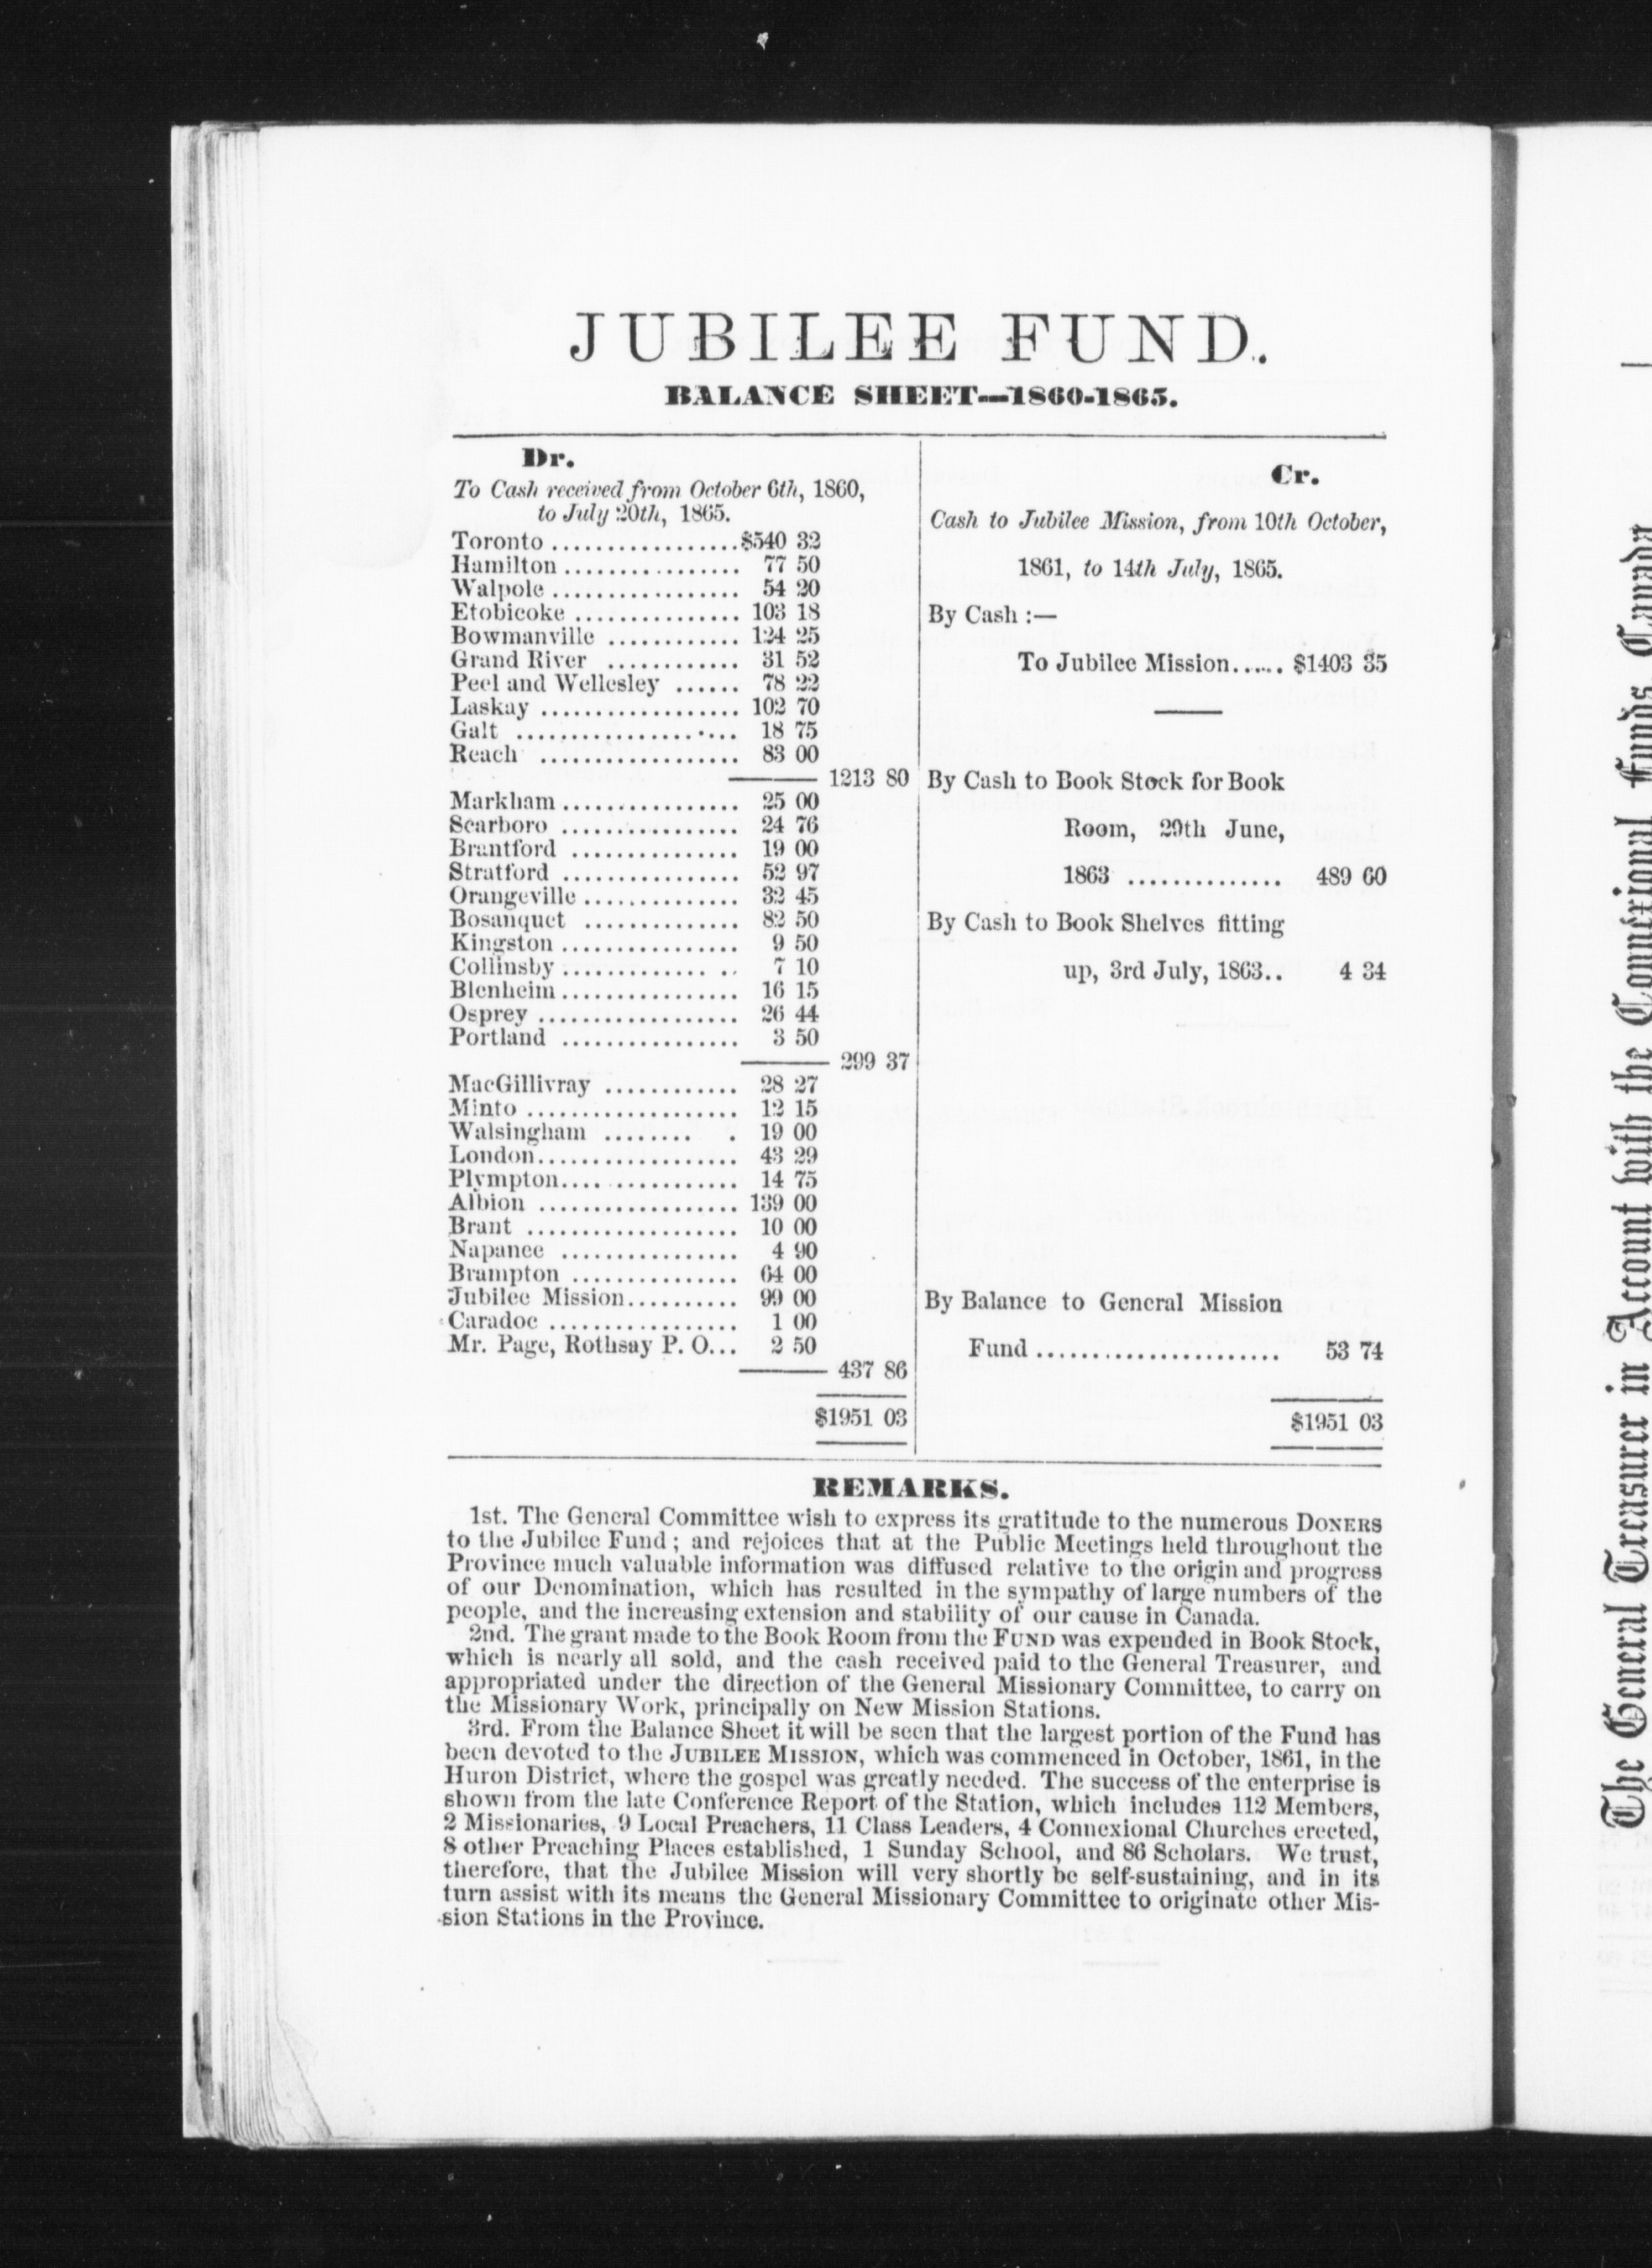 JUBILEE FUND.
BALANCE SHEET—1860-1865.
Dr.
To Cash received from October 6th, 1860,
to July 20th, 1865.
Toronto ................. $540 32
Hamilton ................ 77 50
Walpole .................. 54 20
Etobicoke ............... 103 18
Bowmanville ............ 124 25
Grand River ............ 31 52
Peel and Wellesley ...... 78 22
Laskay .................. 102 70
Galt .................... 18 75
Reach .................. 83 00
1213 80
Markham ................ 25 00
Scarboro ................ 24 76
Brantford ............... 19 00
Stratford ................ 52 97
Orangeville .............. 32 45
Bosanquet .............. 82 50
Kingston ................ 9 50
Collinsby ............... 7 10
Blenheim ................ 16 15
Osprey .................. 26 44
Portland ................ 3 50
299 37
MacGillivray ............ 28 27
Minto ................... 12 15
Walsingham ........ . 19 00
London .................. 43 29
Plympton ................ 14 75
Albion .................. 139 00
Brant ................... 10 00
Napanee ................ 4 90
Brampton ............... 64 00
Jubilee Mission .......... 99 00
Caradoc ................. 1 00
Mr. Page, Rothsay P. O... 2 50
437 86
$1951 03
Cr.
Cash to Jubilee Mission, from 10th October,
1861, to 14th July, 1865.
By Cash :—
To Jubilee Mission...... $1403 35
By Cash to Book Stock for Book
Room, 29th June,
1863 .............. 489 60
By Cash to Book Shelves fitting
up, 3rd July, 1863.. 4 34
By Balance to General Mission
Fund ...................... 53 74
$1951 03
REMARKS.
1st. The General Committee wish to express its gratitude to the numerous DONERS
to the Jubilee Fund; and rejoices that at the Public Meetings held throughout the
Province much valuable information was diffused relative to the origin and progress
of our Denomination, which has resulted in the sympathy of large numbers of the
people, and the increasing extension and stability of our cause in Canada.
2nd. The grant made to the Book Room from the FUND was expended in Book Stock,
which is nearly all sold, and the cash received paid to the General Treasurer, and
appropriated under the direction of the General Missionary Committee, to carry on
the Missionary Work, principally on New Mission Stations.
3rd. From the Balance Sheet it will be seen that the largest portion of the Fund has
been devoted to the JUBILEE MISSION, which was commenced in October, 1861, in the
Huron District, where the gospel was greatly needed. The success of the enterprise is
shown from the late Conference Report of the Station, which includes 112 Members,
2 Missionaries, 9 Local Preachers, 11 Class Leaders, 4 Connexional Churches erected,
8 other Preaching Places established, 1 Sunday School, and 86 Scholars. We trust,
therefore, that the Jubilee Mission will very shortly be self-sustaining, and in its
turn assist with its means the General Missionary Committee to originate other Mis-
sion Stations in the Province.
The General Treasurer in Account with the Connexional Funds, Canada